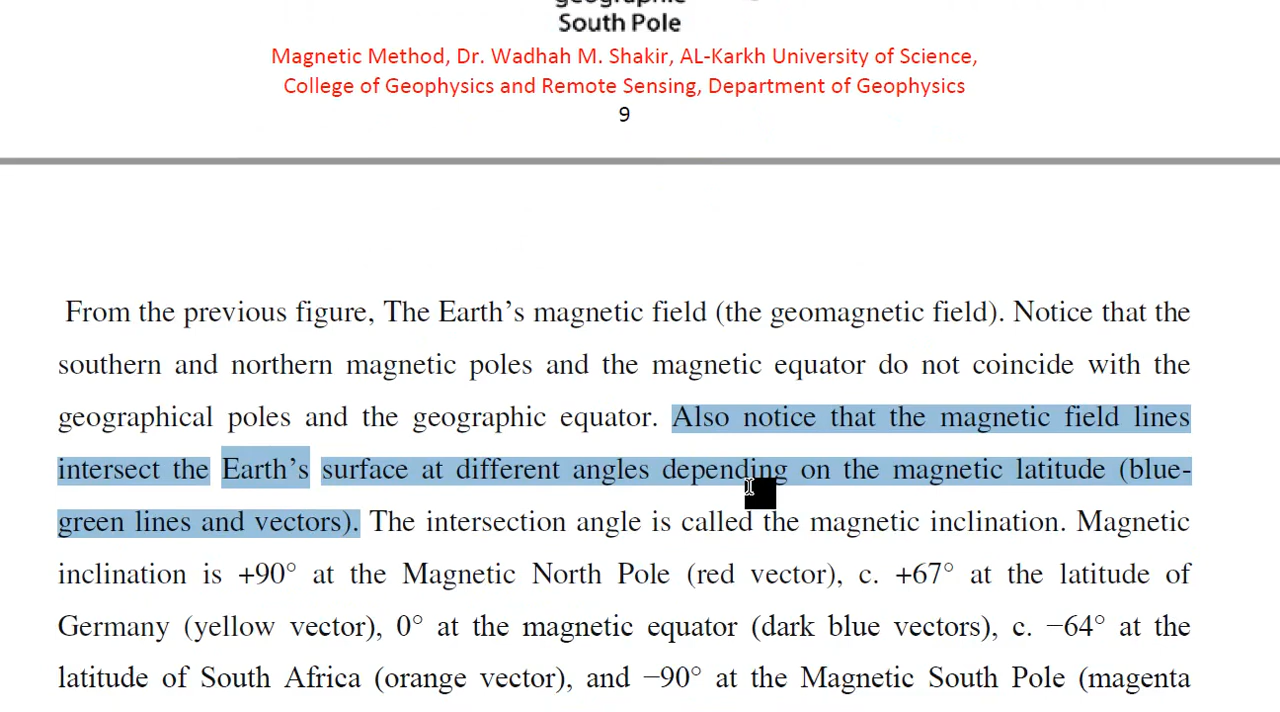 geographic
South Pole
Magnetic Method, Dr. Wadhah M. Shakir, AL-Karkh University of Science,
College of Geophysics and Remote Sensing, Department of Geophysics
9
From the previous figure, The Earth’s magnetic field (the geomagnetic field). Notice that the
southern and northern magnetic poles and the magnetic equator do not coincide with the
geographical poles and the geographic equator. Also notice that the magnetic field lines
intersect the Earth’s surface at different angles depending on the magnetic latitude (blue-
green lines and vectors). The intersection angle is called the magnetic inclination. Magnetic
inclination is +90° at the Magnetic North Pole (red vector), c. +67° at the latitude of
Germany (yellow vector), 0° at the magnetic equator (dark blue vectors), c. −64° at the
latitude of South Africa (orange vector), and −90° at the Magnetic South Pole (magenta